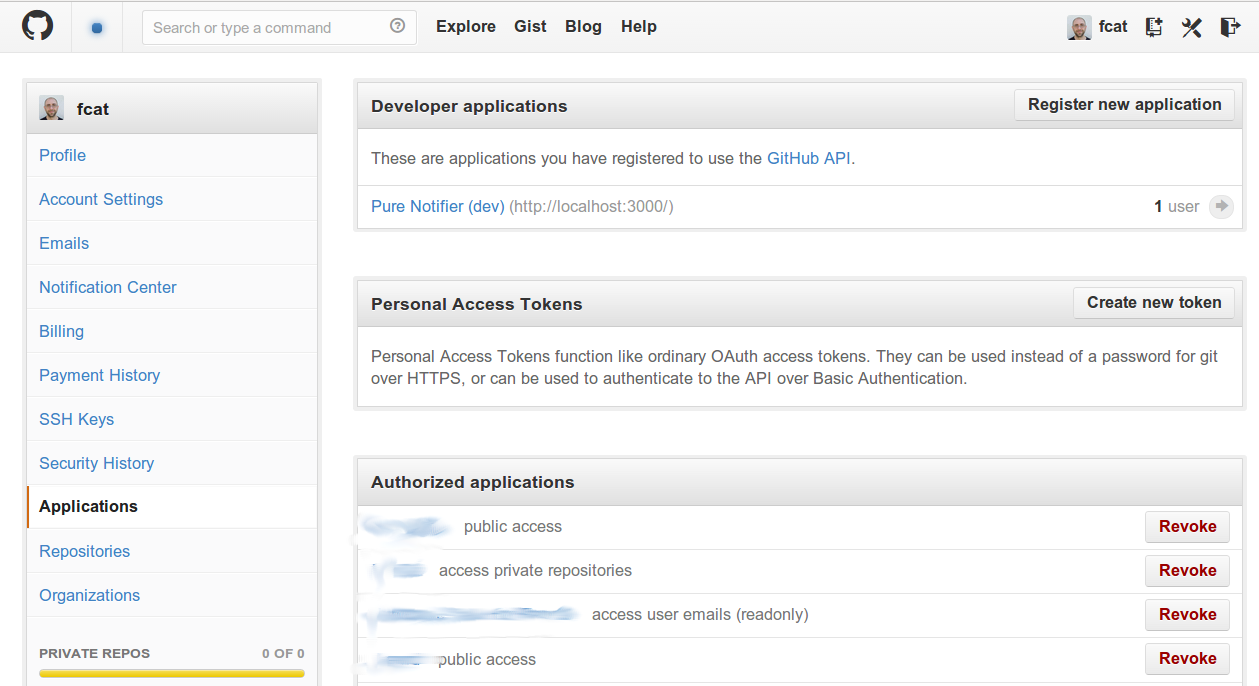 Search or type a command
Explore Gist Blog Help
fcat
fcat
Profile
Account Settings
Emails
Notification Center
Billing
Payment History
SSH Keys
Security History
Applications
Repositories
Organizations
PRIVATE REPOS 0 OF 0
Developer applications
Register new application
These are applications you have registered to use the GitHub API.
Pure Notifier (dev) (http://localhost:3000/)
1 user
Personal Access Tokens
Create new token
Personal Access Tokens function like ordinary OAuth access tokens. They can be used instead of a password for git
over HTTPS, or can be used to authenticate to the API over Basic Authentication.
Authorized applications
public access Revoke
access private repositories Revoke
access user emails (readonly) Revoke
public access Revoke